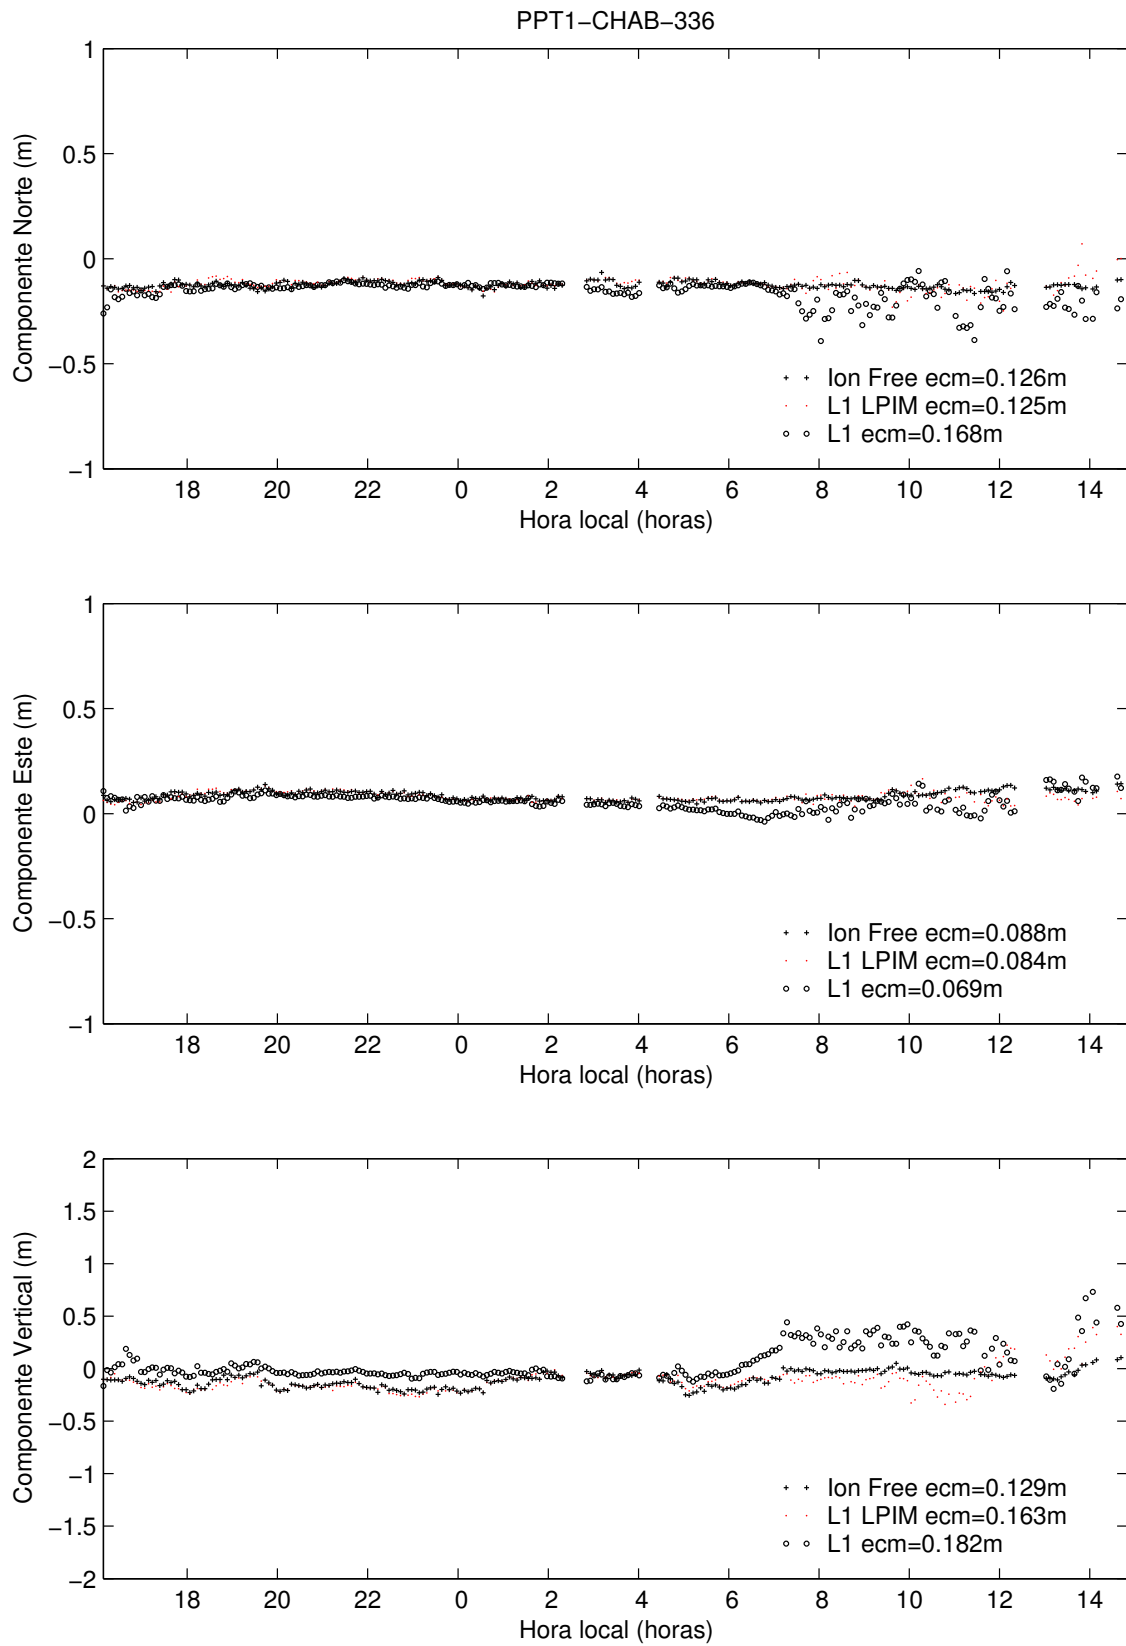 PPT1−CHAB−336
1
0.5
0
−0.5
−1
Componente Norte (m)
Ion Free ecm=0.126m
L1 LPIM ecm=0.125m
L1 ecm=0.168m
18 20 22 0 2 4 6 8 10 12 14
Hora local (horas)
1
0.5
0
−0.5
−1
Componente Este (m)
Ion Free ecm=0.088m
L1 LPIM ecm=0.084m
L1 ecm=0.069m
18 20 22 0 2 4 6 8 10 12 14
Hora local (horas)
2
1.5
1
0.5
0
−0.5
−1
−1.5
−2
Componente Vertical (m)
Ion Free ecm=0.129m
L1 LPIM ecm=0.163m
L1 ecm=0.182m
18 20 22 0 2 4 6 8 10 12 14
Hora local (horas)